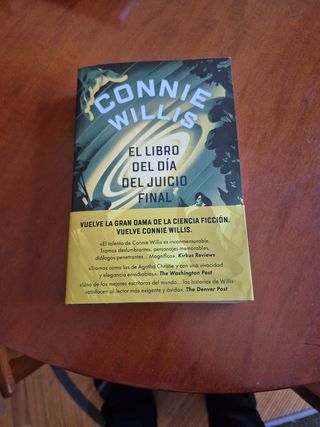 CONNIE
WILLIS
EL LIBRO
DEL DÍA
DEL JUICIO
FINAL
VUELVE LA GRAN DAMA DE LA CIENCIA FICCIÓN.
VUELVE CONNIE WILLIS.
«El talento de Connie Willis es inconmensurable.
Tramas deslumbrantes, personajes memorables,
diálogos penetrantes... Magnífico». Kirkus Reviews
«Tramas como las de Agatha Christie y con una vivacidad
y elegancia envidiables». The Washington Post
«Una de las mejores escritoras del mundo... las historias de Willis
satisfacen al lector más exigente y ávido». The Denver Post